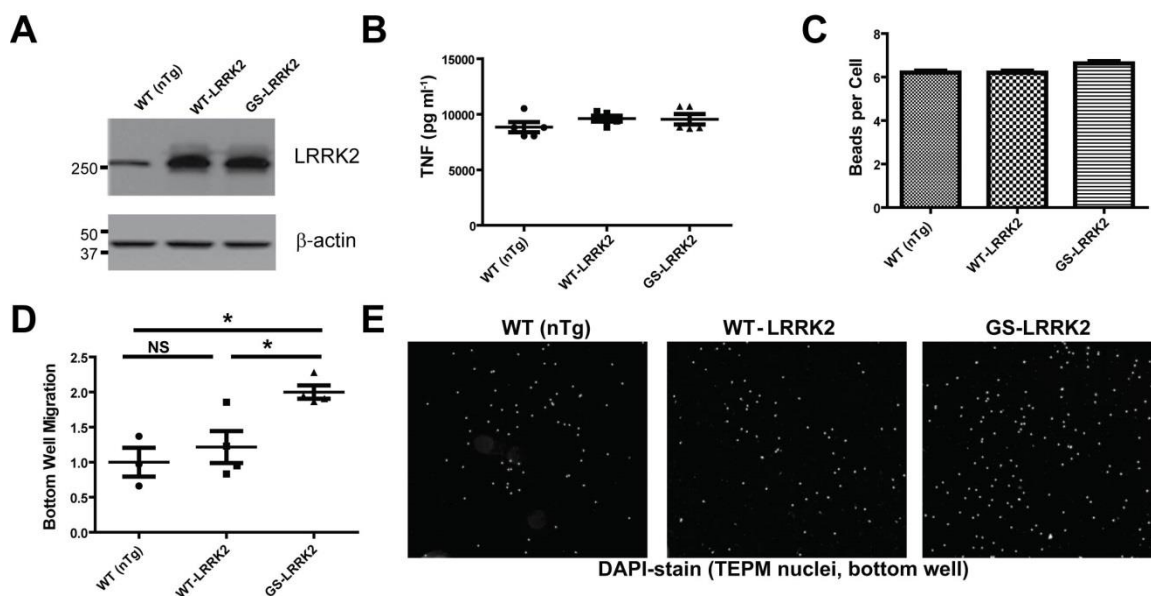 A
WT (nTg)
WT-LRRK2
GS-LRRK2
250
LRRK2
50
37
β-actin
B
TNF (pg ml⁻¹)
15000
10000
5000
0
WT (nTg)
WT-LRRK2
GS-LRRK2
C
Beads per Cell
8
6
4
2
0
WT (nTg)
WT-LRRK2
GS-LRRK2
D
*
NS
*
Bottom Well Migration
2.5
2.0
1.5
1.0
0.5
0.0
WT (nTg)
WT-LRRK2
GS-LRRK2
E
WT (nTg)
WT-LRRK2
GS-LRRK2
DAPI-stain (TEPM nuclei, bottom well)